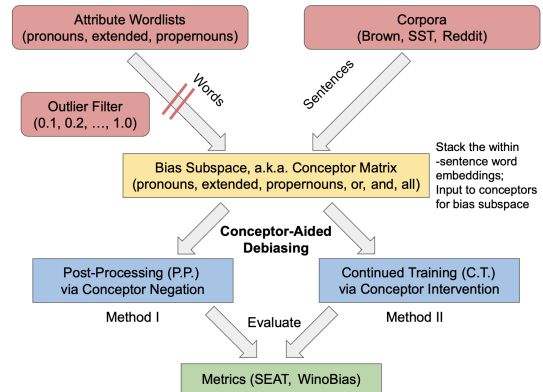 Attribute Wordlists
(pronouns, extended, propernouns)
Corpora
(Brown, SST, Reddit)
Words
Sentences
Outlier Filter
(0.1, 0.2, ..., 1.0)
Bias Subspace, a.k.a. Conceptor Matrix
(pronouns, extended, propernouns, or, and, all)
Stack the within
-sentence word
embeddings;
Input to conceptors
for bias subspace
Conceptor-Aided
Debiasing
Post-Processing (P.P.)
via Conceptor Negation
Continued Training (C.T.)
via Conceptor Intervention
Method I
Evaluate
Method II
Metrics (SEAT, WinoBias)